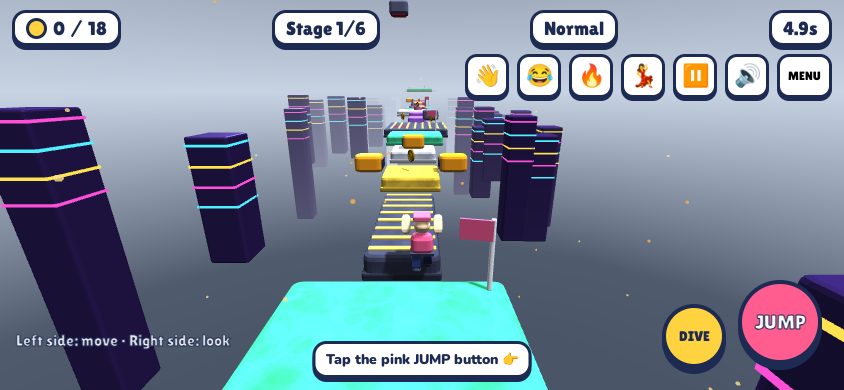 0 / 18
Stage 1/6
Normal
4.9s
MENU
Left side: move · Right side: look
Tap the pink JUMP button 👉
DIVE
JUMP